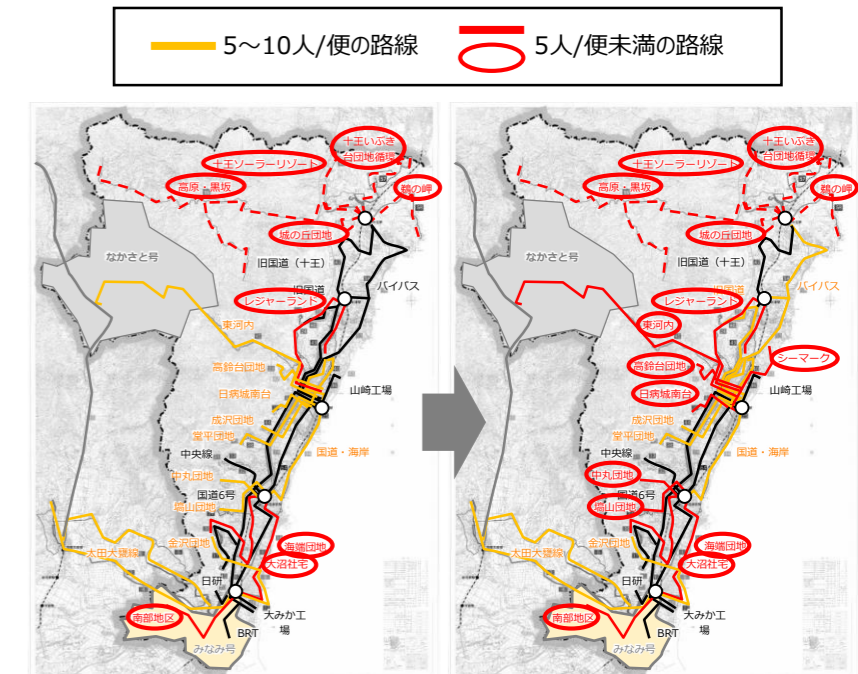 5～10人/便の路線
5人/便未満の路線
十王いぶき
台団地循環
十王ソーラーリゾート
高原・黒坂
鵜の岬
城の丘団地
なかさと号
旧国道（十王）
旧国道
バイパス
レジャーランド
東河内
高鈴台団地
日病城南台
山崎工場
成沢団地
堂平団地
中央線
国道・海岸
中丸団地
国道6号
塙山団地
金沢団地
太田大甕線
海端団地
大沼社宅
日研
南部地区
大みか工
場
BRT
みなみ号
十王いぶき
台団地循環
十王ソーラーリゾート
高原・黒坂
鵜の岬
城の丘団地
なかさと号
旧国道（十王）
旧国道
バイパス
レジャーランド
東河内
シーマーク
高鈴台団地
日病城南台
山崎工場
成沢団地
堂平団地
中央線
国道・海岸
中丸団地
国道6号
塙山団地
金沢団地
太田大甕線
海端団地
大沼社宅
日研
南部地区
大みか工
場
BRT
みなみ号